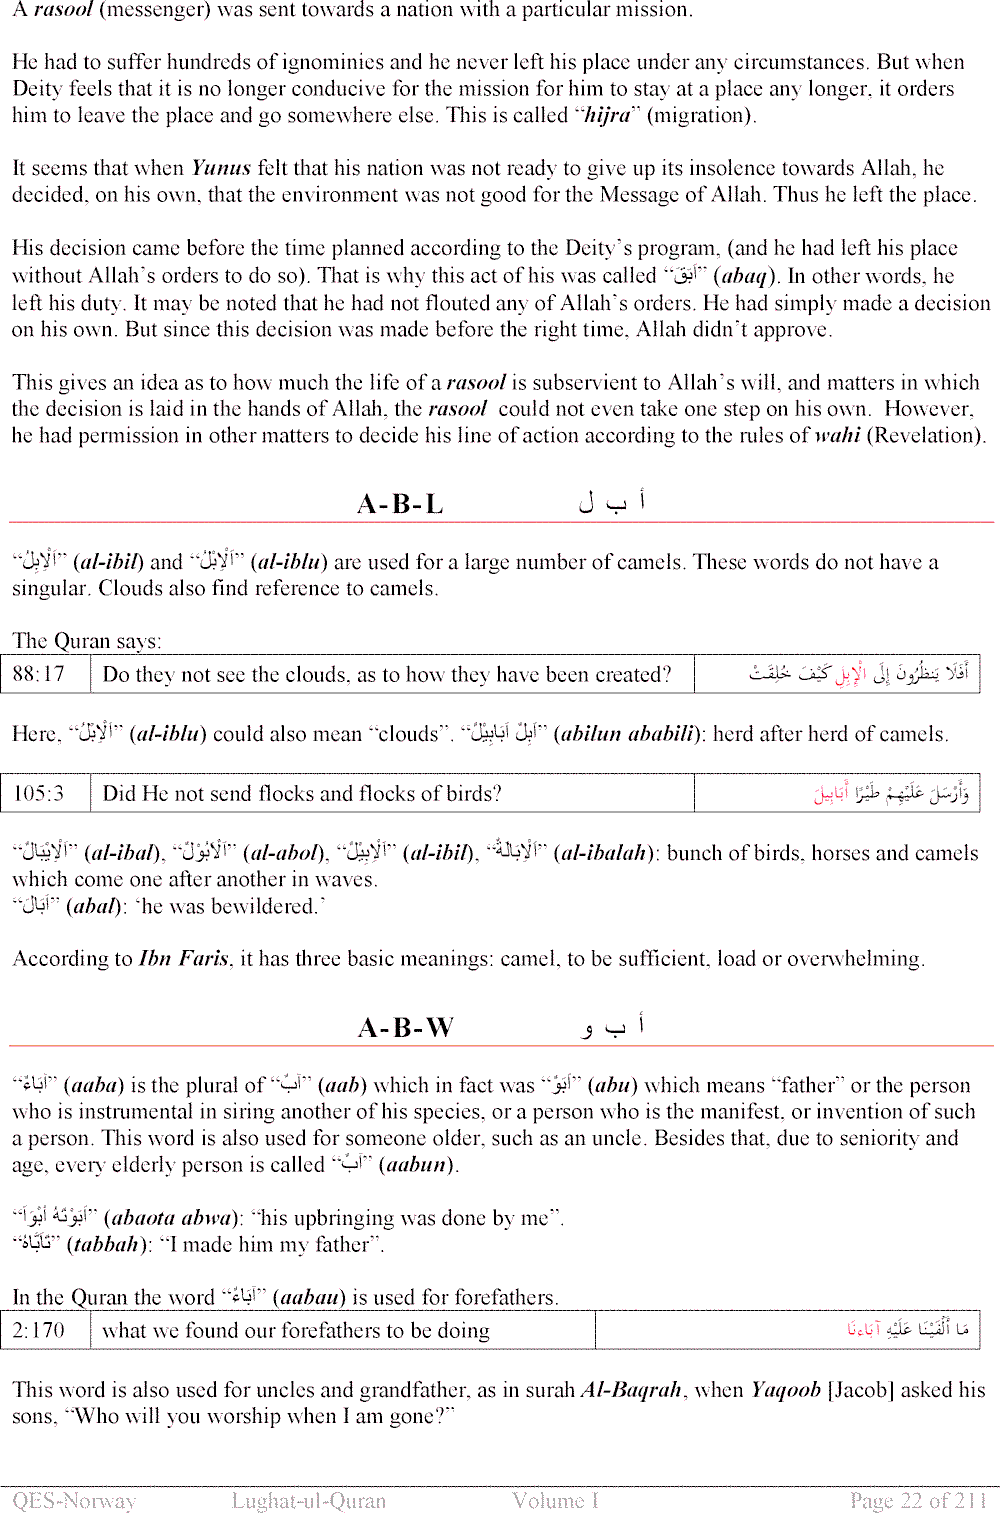 A rasool (messenger) was sent towards a nation with a particular mission.
He had to suffer hundreds of ignominies and he never left his place under any circumstances. But when
Deity feels that it is no longer conducive for the mission for him to stay at a place any longer, it orders
him to leave the place and go somewhere else. This is called “hijra” (migration).
It seems that when Yunus felt that his nation was not ready to give up its insolence towards Allah, he
decided, on his own, that the environment was not good for the Message of Allah. Thus he left the place.
His decision came before the time planned according to the Deity’s program, (and he had left his place
without Allah’s orders to do so). That is why this act of his was called “اَبَقَ” (abaq). In other words, he
left his duty. It may be noted that he had not flouted any of Allah’s orders. He had simply made a decision
on his own. But since this decision was made before the right time, Allah didn’t approve.
This gives an idea as to how much the life of a rasool is subservient to Allah’s will, and matters in which
the decision is laid in the hands of Allah, the rasool could not even take one step on his own. However,
he had permission in other matters to decide his line of action according to the rules of wahi (Revelation).
A-B-L أ ب ل
“اَلْاِبِلُ” (al-ibil) and “اَلْاِبْلُ” (al-iblu) are used for a large number of camels. These words do not have a
singular. Clouds also find reference to camels.
The Quran says:
88:17 Do they not see the clouds, as to how they have been created? أَفَلَا يَنظُرُونَ إِلَى الْإِبِلِ كَيْفَ خُلِقَتْ
Here, “اَلْاِبْلُ” (al-iblu) could also mean “clouds”. “اَبِلٌ اَبَابِيْلٌ” (abilun ababili): herd after herd of camels.
105:3 Did He not send flocks and flocks of birds? وَأَرْسَلَ عَلَيْهِمْ طَيْرًا أَبَابِيلَ
“اَلْاِيْبَالُ” (al-ibal), “اَلْاَبُوْلُ” (al-abol), “اَلْاِبِيْلُ” (al-ibil), “اَلْاِبَالَةُ” (al-ibalah): bunch of birds, horses and camels
which come one after another in waves.
“اَبَالَ” (abal): ‘he was bewildered.’
According to Ibn Faris, it has three basic meanings: camel, to be sufficient, load or overwhelming.
A-B-W أ ب و
“آبَاءٌ” (aaba) is the plural of “آبٌ” (aab) which in fact was “اَبَوٌ” (abu) which means “father” or the person
who is instrumental in siring another of his species, or a person who is the manifest, or invention of such
a person. This word is also used for someone older, such as an uncle. Besides that, due to seniority and
age, every elderly person is called “آبٌ” (aabun).
“اَبَوْتَهُ” (abaota abwa): “his upbringing was done by me”.
“تَاَبَّاهُ” (tabbah): “I made him my father”.
In the Quran the word “آبَاءٌ” (aabau) is used for forefathers.
2:170 what we found our forefathers to be doing مَا أَلْفَيْنَا عَلَيْهِ آبَاءنَا
This word is also used for uncles and grandfather, as in surah Al-Baqrah, when Yaqoob [Jacob] asked his
sons, “Who will you worship when I am gone?”
QES-Norway Lughat-ul-Quran Volume I Page 22 of 211